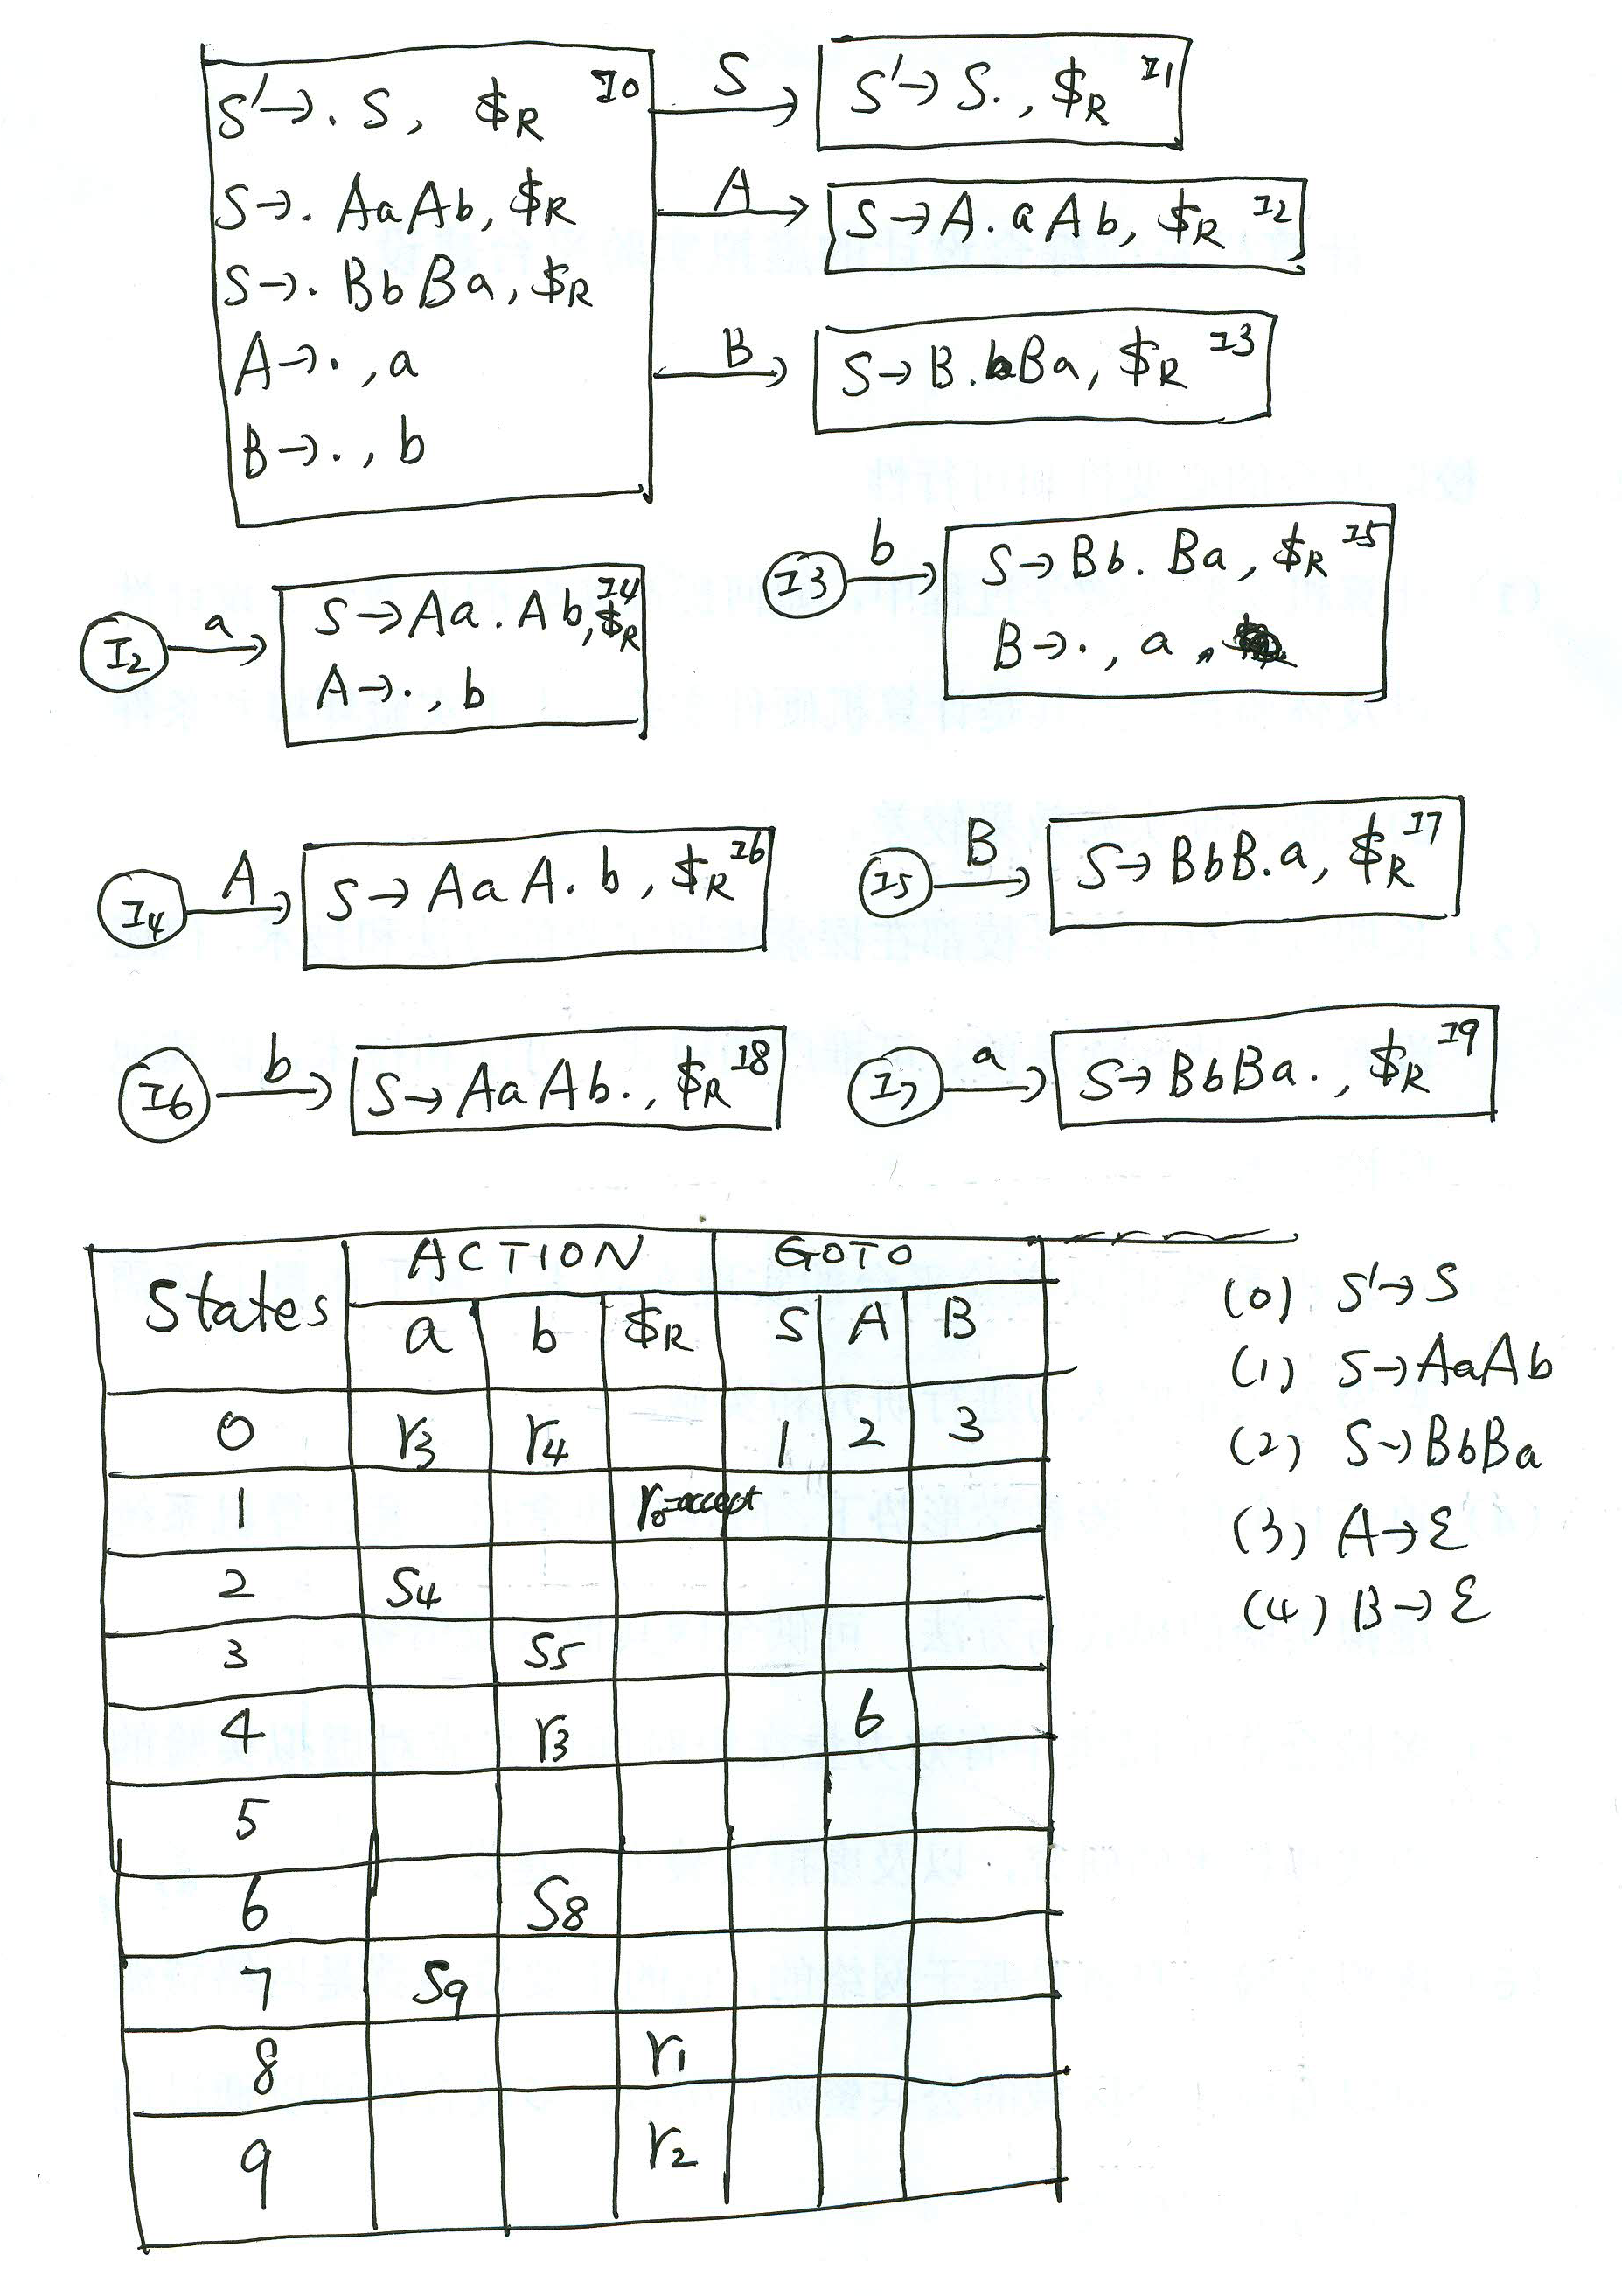 S'→. S, $R I0
S→. AaAb, $R
S→. BbBa, $R
A→. , a
B→. , b
S
S'→ S. , $R I1
A
S→A.aAb, $R I2
B
S→B.bBa, $R I3
I2 a
S→Aa.Ab,$R I4
A→. , b
I3 b
S→Bb. Ba, $R I5
B→. , a ,
I4 A
S→AaA. b, $R I6
I5 B
S→BbB.a, $R I7
I6 b
S→AaAb. , $R I8
I7 a
S→BbBa. , $R I9
States ACTION GOTO
a b $R S A B
0 r3 r4 1 2 3
1 r0=accept
2 S4
3 S5
4 r3 6
5
6 S8
7 S9
8 r1
9 r2
(0) S'→S
(1) S→AaAb
(2) S→BbBa
(3) A→ε
(4) B→ε